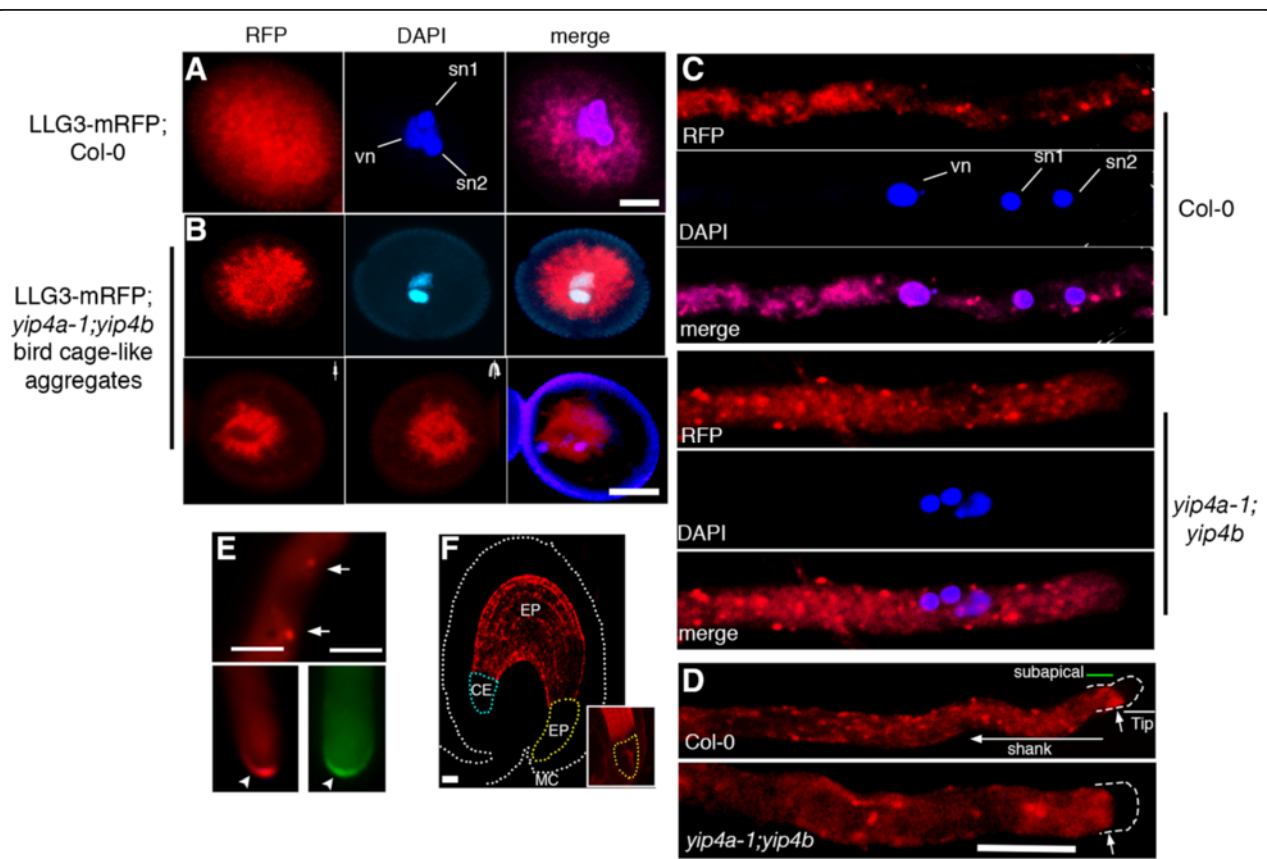 RFP DAPI merge
A
LLG3-mRFP;
Col-0
sn1
vn
sn2
B
LLG3-mRFP;
yip4a-1;yip4b
bird cage-like
aggregates
C
RFP
vn
sn1
sn2
DAPI
merge
Col-0
RFP
DAPI
merge
yip4a-1;
yip4b
D
subapical
Tip
Col-0
shank
yip4a-1;yip4b
E
F
EP
CE
EP
MC